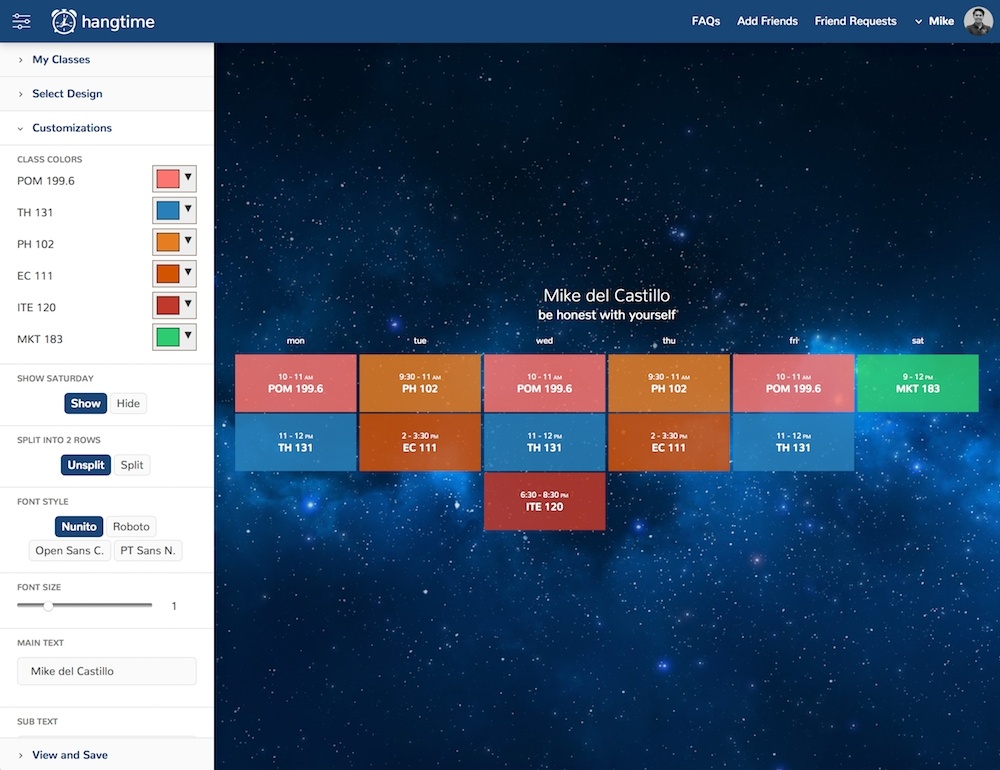 hangtime
FAQs Add Friends Friend Requests Mike
My Classes
Select Design
Customizations
CLASS COLORS
POM 199.6
TH 131
PH 102
EC 111
ITE 120
MKT 183
SHOW SATURDAY
Show Hide
SPLIT INTO 2 ROWS
Unsplit Split
FONT STYLE
Nunito Roboto
Open Sans C. PT Sans N.
FONT SIZE
1
MAIN TEXT
Mike del Castillo
SUB TEXT
View and Save
Mike del Castillo
be honest with yourself
mon tue wed thu fri sat
10 - 11 AM 9:30 - 11 AM 10 - 11 AM 9:30 - 11 AM 10 - 11 AM 9 - 12 PM
POM 199.6 PH 102 POM 199.6 PH 102 POM 199.6 MKT 183
11 - 12 PM 2 - 3:30 PM 11 - 12 PM 2 - 3:30 PM 11 - 12 PM
TH 131 EC 111 TH 131 EC 111 TH 131
6:30 - 8:30 PM
ITE 120